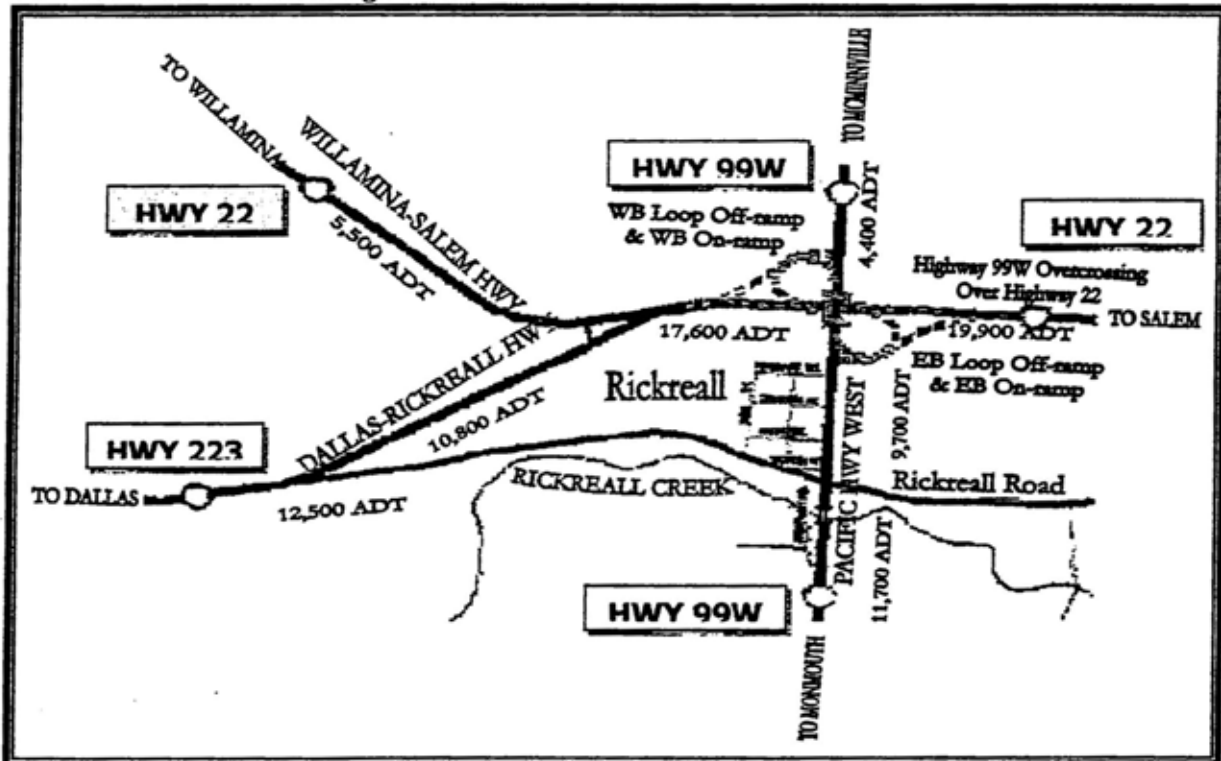 TO WILLAMINA
WILLAMINA-SALEM HWY
HWY 22
5,500 ADT
HWY 99W
TO MCMINNVILLE
4,400 ADT
WB Loop Off-ramp
& WB On-ramp
HWY 22
Highway 99W Overcrossing
Over Highway 22
TO SALEM
17,600 ADT
19,900 ADT
EB Loop Off-ramp
& EB On-ramp
DALLAS-RICKREALL HWY
10,800 ADT
Rickreall
9,700 ADT
HWY 223
TO DALLAS
12,500 ADT
RICKREALL CREEK
PACIFIC HWY WEST
Rickreall Road
11,700 ADT
HWY 99W
TO MONMOUTH